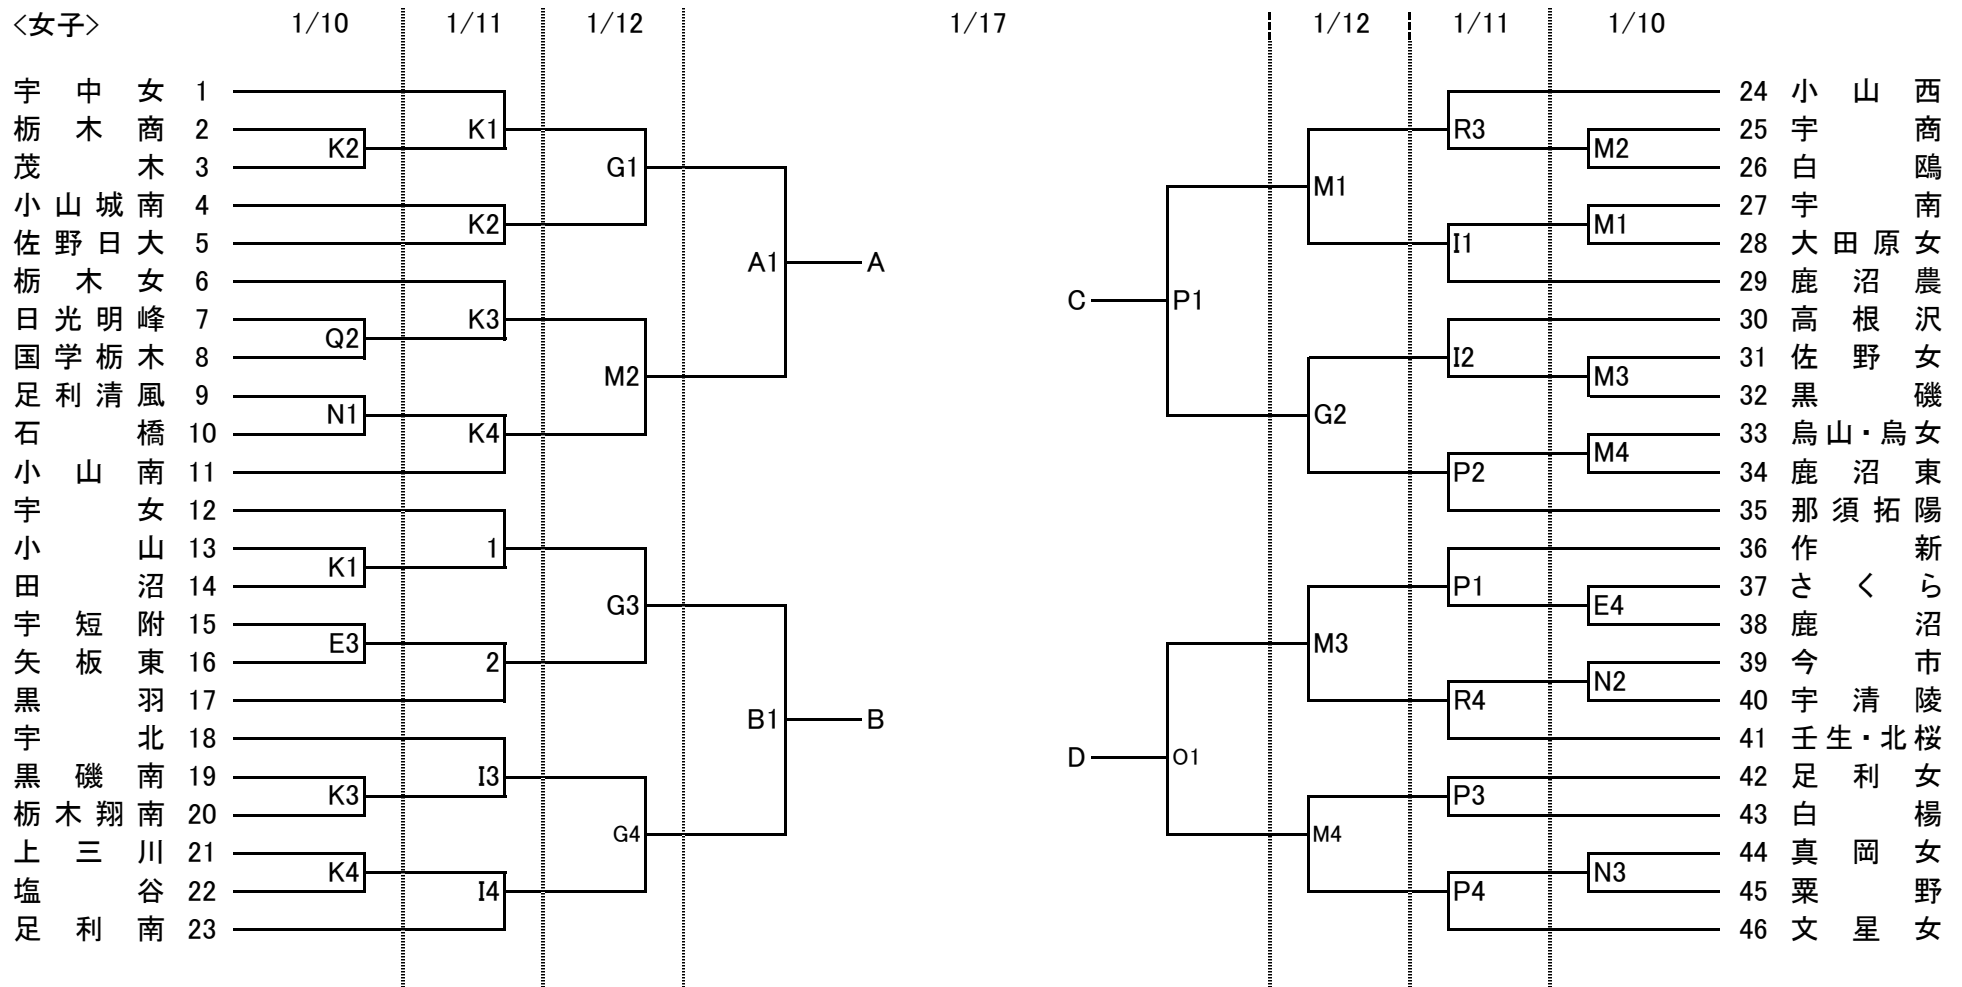 <女子> 1/10 1/11 1/12 1/17 1/12 1/11 1/10
宇中女 1 24 小山西
栃木商 2 K1 R3 25 宇商
K2 M2
茂木 3 G1 26 白鴎
M1
小山城南 4 27 宇南
K2 M1
佐野日大 5 I1 28 大田原女
A1 A
栃木女 6 29 鹿沼農
C P1
日光明峰 7 K3 30 高根沢
Q2
国学栃木 8 I2 31 佐野女
M2 M3
足利清風 9 32 黒磯
N1 G2
石橋 10 K4 33 烏山・烏女
M4
小山南 11 P2 34 鹿沼東
宇女 12 35 那須拓陽
小山 13 1 36 作新
K1
田沼 14 P1 37 さくら
G3 E4
宇短附 15 38 鹿沼
E3 M3
矢板東 16 2 39 今市
N2
黒羽 17 R4 40 宇清陵
B1 B
宇北 18 41 壬生・北桜
D O1
黒磯南 19 I3 42 足利女
K3 P3
栃木翔南 20 43 白楊
G4 M4
上三川 21 44 真岡女
K4 N3
塩谷 22 I4 P4 45 粟野
足利南 23 46 文星女